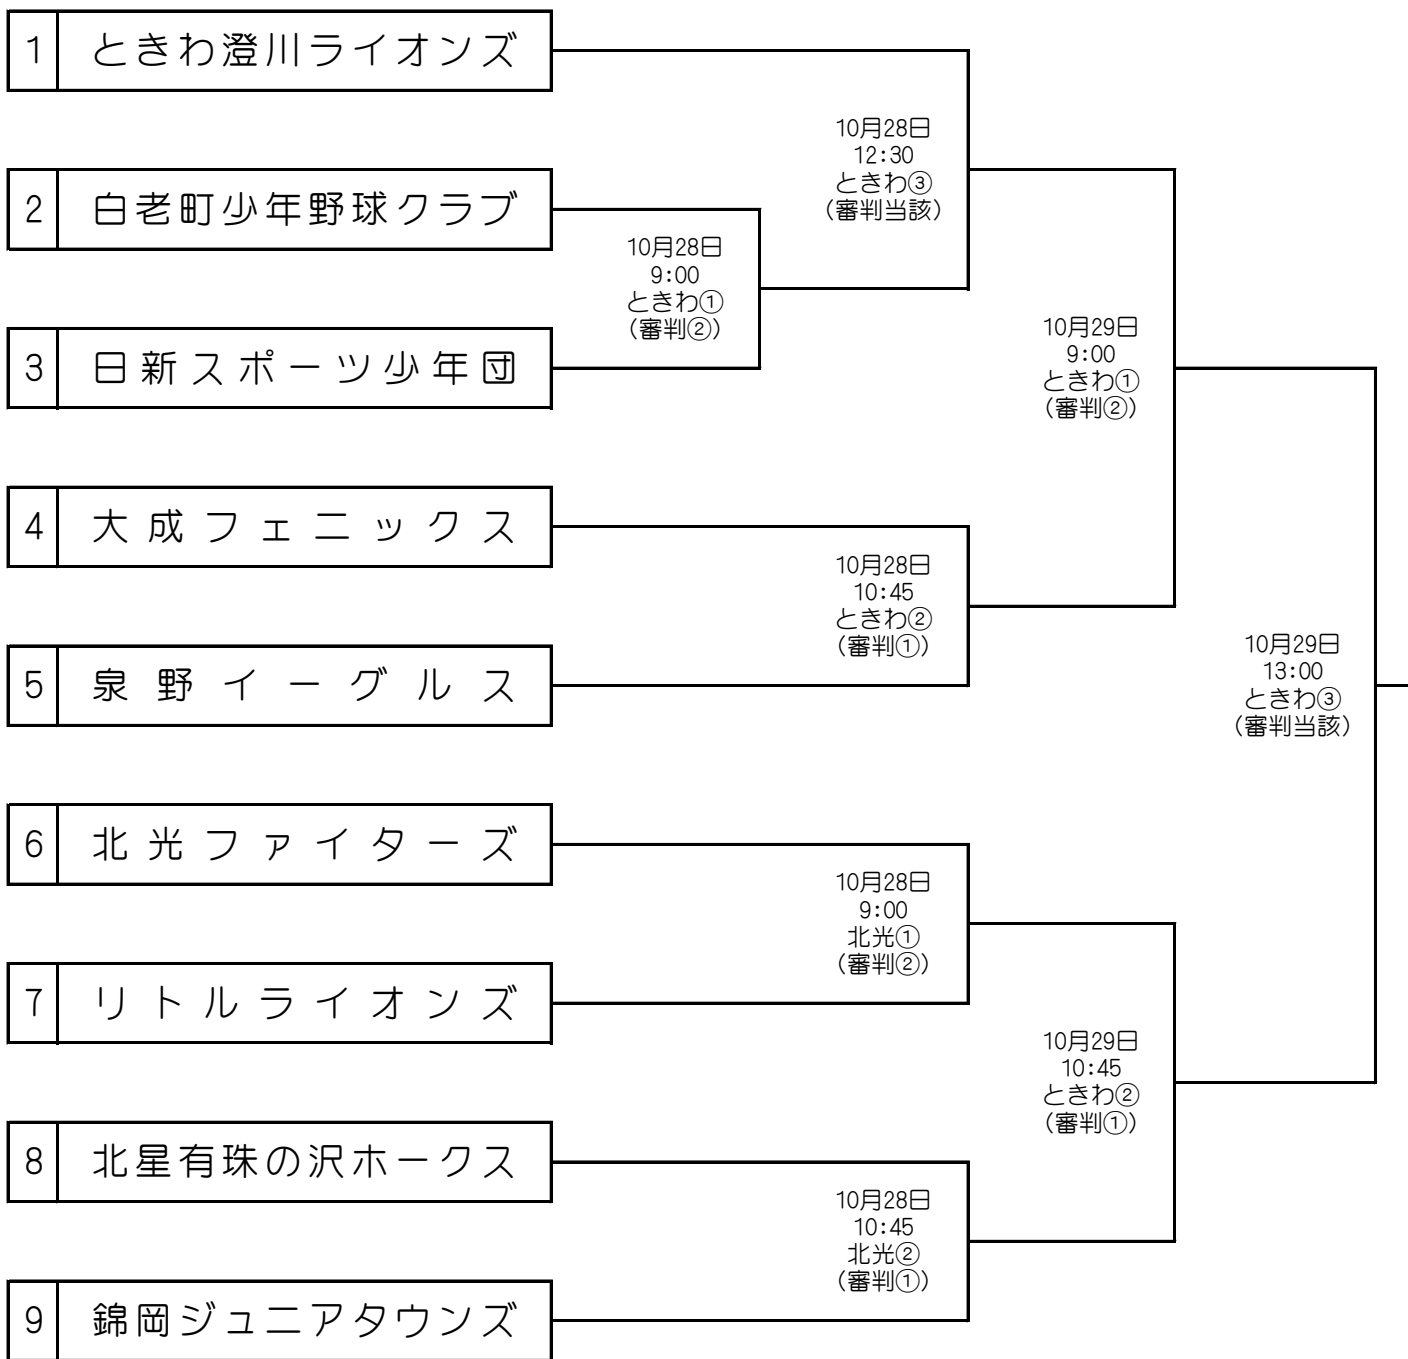 1 ときわ澄川ライオンズ
10月28日
12:30
ときわ③
(審判当該)
2 白老町少年野球クラブ
10月28日
9:00
ときわ①
(審判②)
3 日新スポーツ少年団
10月29日
9:00
ときわ①
(審判②)
4 大成フェニックス
10月28日
10:45
ときわ②
(審判①)
5 泉野イーグルス
10月29日
13:00
ときわ③
(審判当該)
6 北光ファイターズ
10月28日
9:00
北光①
(審判②)
7 リトルライオンズ
10月29日
10:45
ときわ②
(審判①)
8 北星有珠の沢ホークス
10月28日
10:45
北光②
(審判①)
9 錦岡ジュニアタウンズ